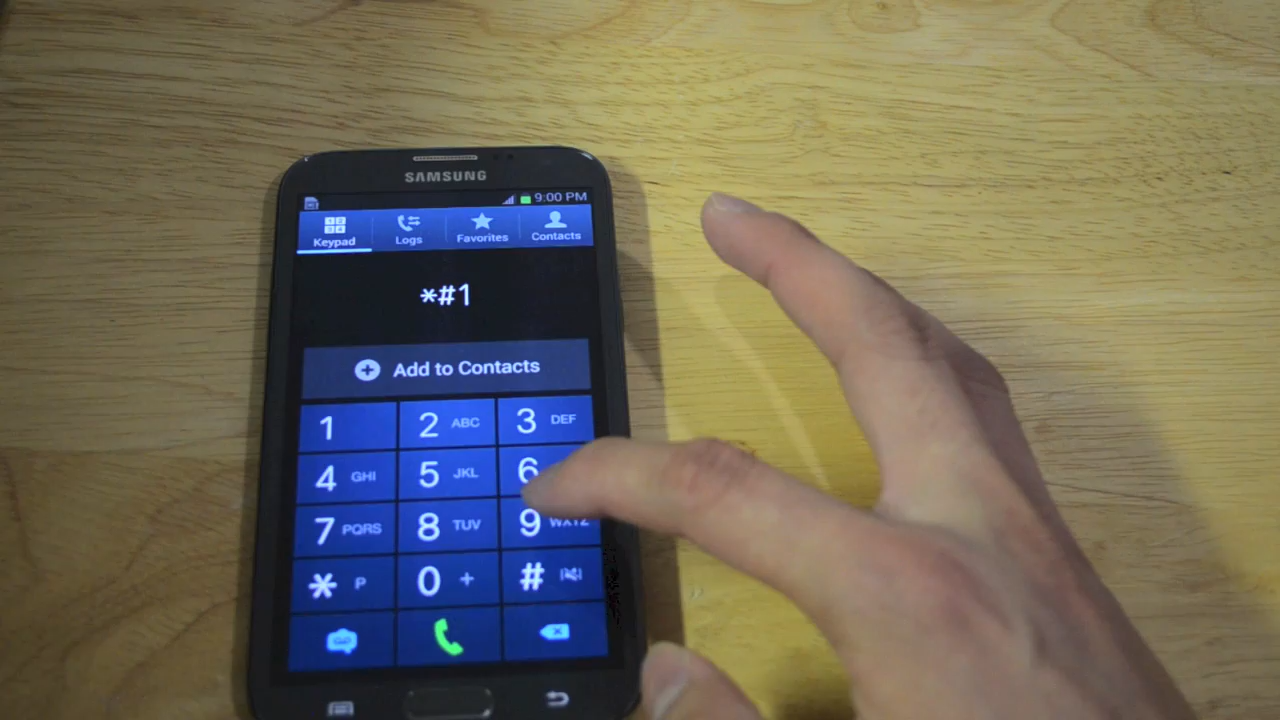 SAMSUNG
9:00 PM
Keypad Logs Favorites Contacts
*#1
Add to Contacts
1 2 ABC 3 DEF
4 GHI 5 JKL 6
7 PQRS 8 TUV 9 WXYZ
* P 0 + #